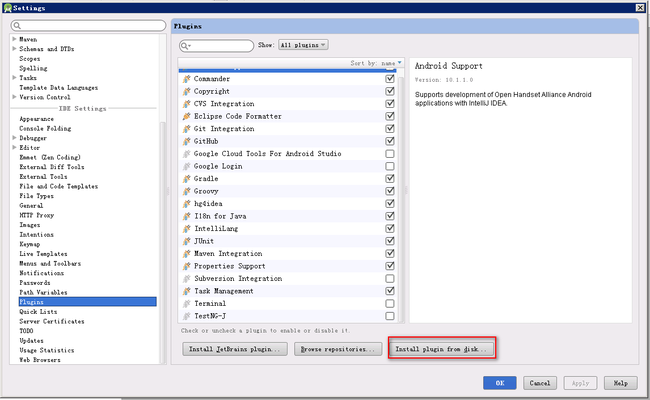 Settings
Maven
Schemas and DTDs
Scopes
Spelling
Tasks
Template Data Languages
Version Control
IDE Settings
Appearance
Console Folding
Debugger
Editor
Emmet (Zen Coding)
External Diff Tools
External Tools
File and Code Templates
File Types
General
HTTP Proxy
Images
Intentions
Keymap
Live Templates
Menus and Toolbars
Notifications
Passwords
Path Variables
Plugins
Quick Lists
Server Certificates
TODO
Updates
Usage Statistics
Web Browsers
Plugins
Show: All plugins
Sort by: name
Commander
Copyright
CVS Integration
Eclipse Code Formatter
Git Integration
GitHub
Google Cloud Tools For Android Studio
Google Login
Gradle
Groovy
hg4idea
I18n for Java
IntelliLang
JUnit
Maven Integration
Properties Support
Subversion Integration
Task Management
Terminal
TestNG-J
Check or uncheck a plugin to enable or disable it.
Install JetBrains plugin... Browse repositories... Install plugin from disk...
Android Support
Version: 10.1.1.0
Supports development of Open Handset Alliance Android
applications with IntelliJ IDEA.
OK Cancel Apply Help